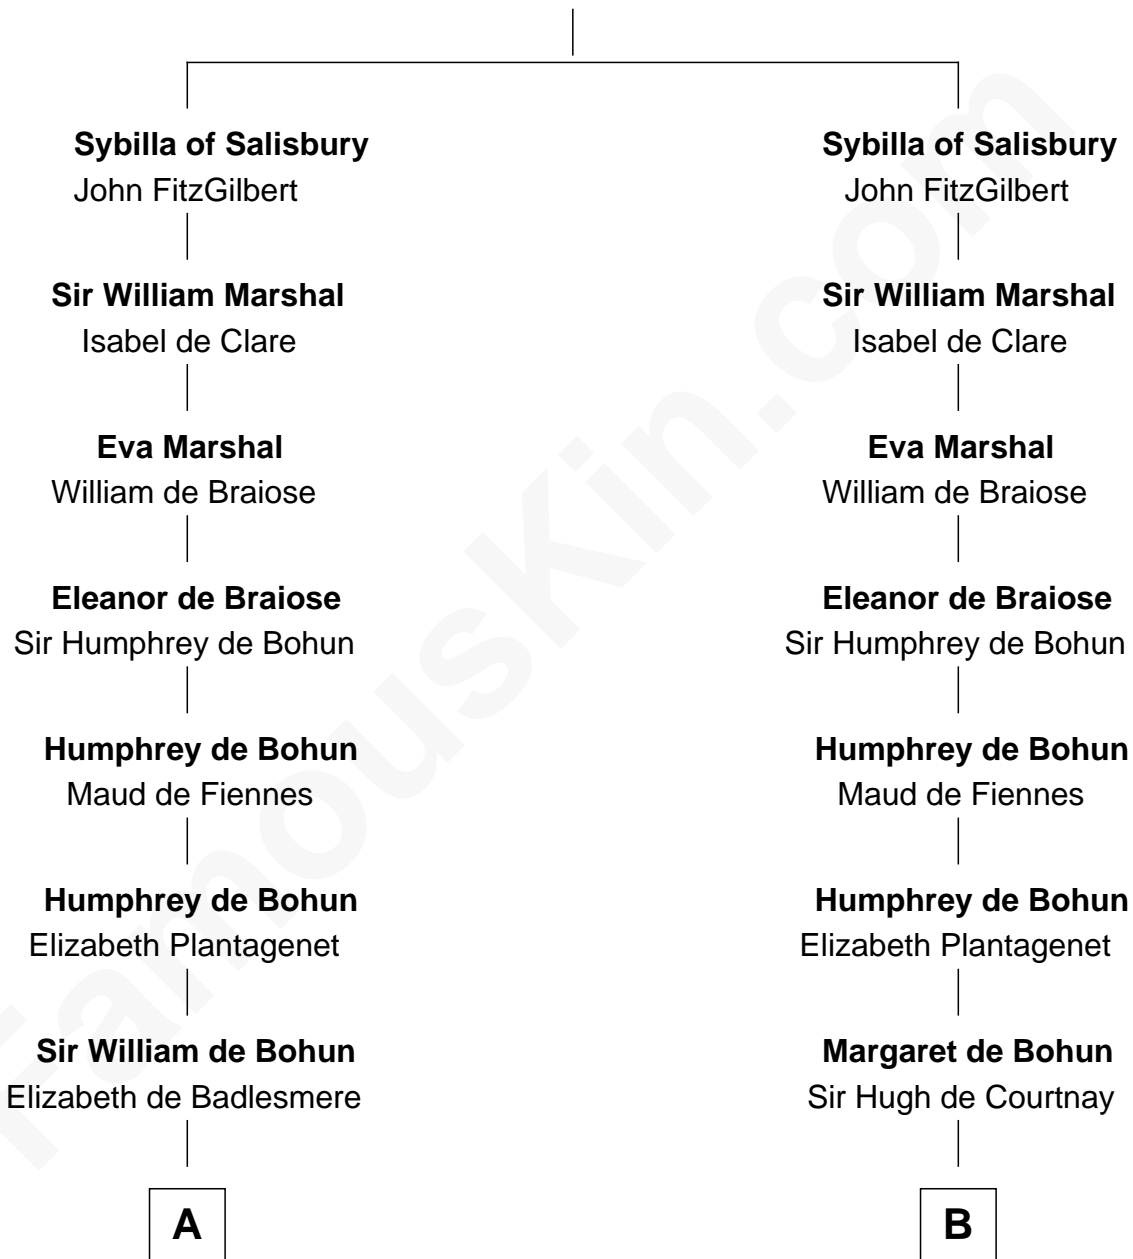 Sybilla of Salisbury
John FitzGilbert
Sir William Marshal
Isabel de Clare
Eva Marshal
William de Braiose
Eleanor de Braiose
Sir Humphrey de Bohun
Humphrey de Bohun
Maud de Fiennes
Humphrey de Bohun
Elizabeth Plantagenet
Sir William de Bohun
Elizabeth de Badlesmere
A
Sybilla of Salisbury
John FitzGilbert
Sir William Marshal
Isabel de Clare
Eva Marshal
William de Braiose
Eleanor de Braiose
Sir Humphrey de Bohun
Humphrey de Bohun
Maud de Fiennes
Humphrey de Bohun
Elizabeth Plantagenet
Margaret de Bohun
Sir Hugh de Courtnay
B
FamousKin.com